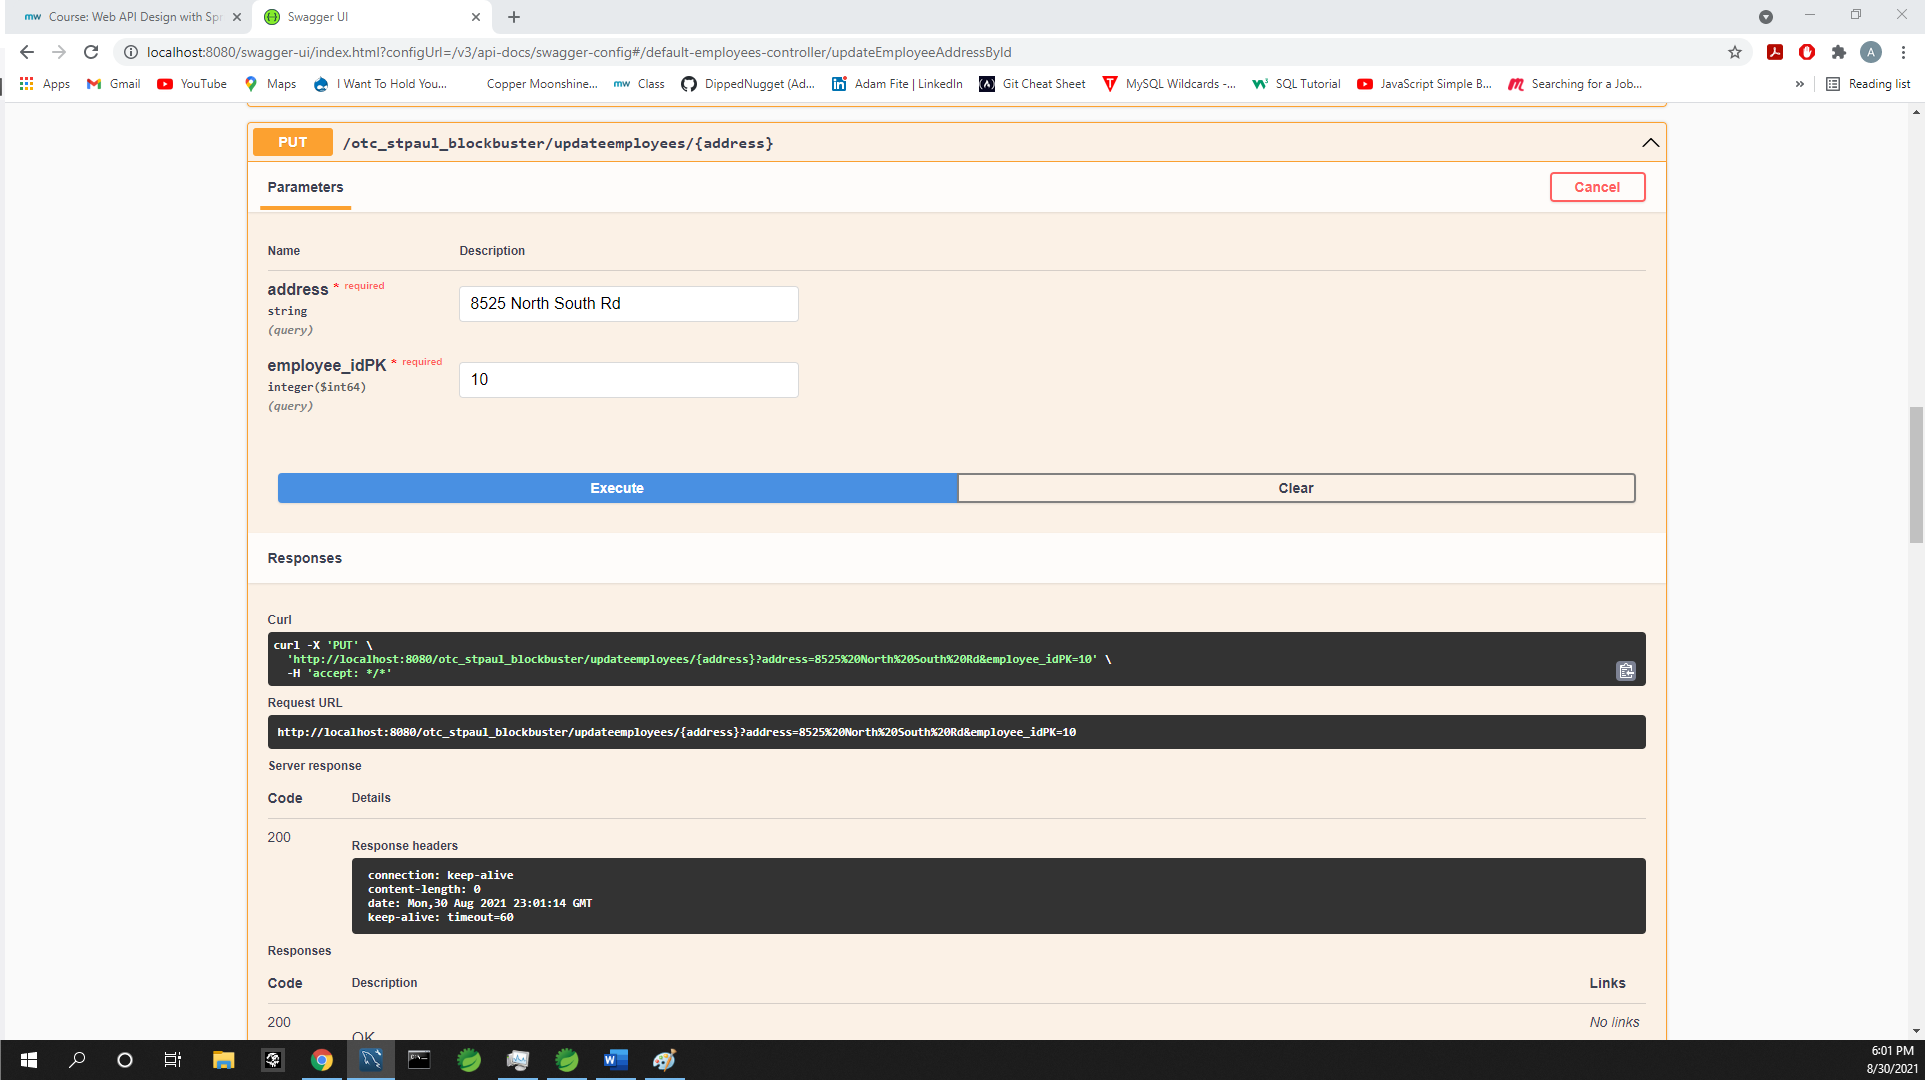 Course: Web API Design with Spr
Swagger UI
localhost:8080/swagger-ui/index.html?configUrl=/v3/api-docs/swagger-config#/default-employees-controller/updateEmployeeAddressById
A
Apps
Gmail
YouTube
Maps
I Want To Hold You...
Copper Moonshine...
mw Class
DippedNugget (Ad...
Adam Fite | LinkedIn
Git Cheat Sheet
MySQL Wildcards -...
SQL Tutorial
JavaScript Simple B...
Searching for a Job...
»
Reading list
PUT /otc_stpaul_blockbuster/updateemployees/{address}
Parameters
Cancel
Name Description
address * required
string
(query)
8525 North South Rd
employee_idPK * required
integer($int64)
(query)
10
Execute
Clear
Responses
Curl
curl -X 'PUT' \
'http://localhost:8080/otc_stpaul_blockbuster/updateemployees/{address}?address=8525%20North%20South%20Rd&employee_idPK=10' \
-H 'accept: */*'
Request URL
http://localhost:8080/otc_stpaul_blockbuster/updateemployees/{address}?address=8525%20North%20South%20Rd&employee_idPK=10
Server response
Code Details
200
Response headers
connection: keep-alive
content-length: 0
date: Mon,30 Aug 2021 23:01:14 GMT
keep-alive: timeout=60
Responses
Code Description Links
200 OK No links
6:01 PM
8/30/2021